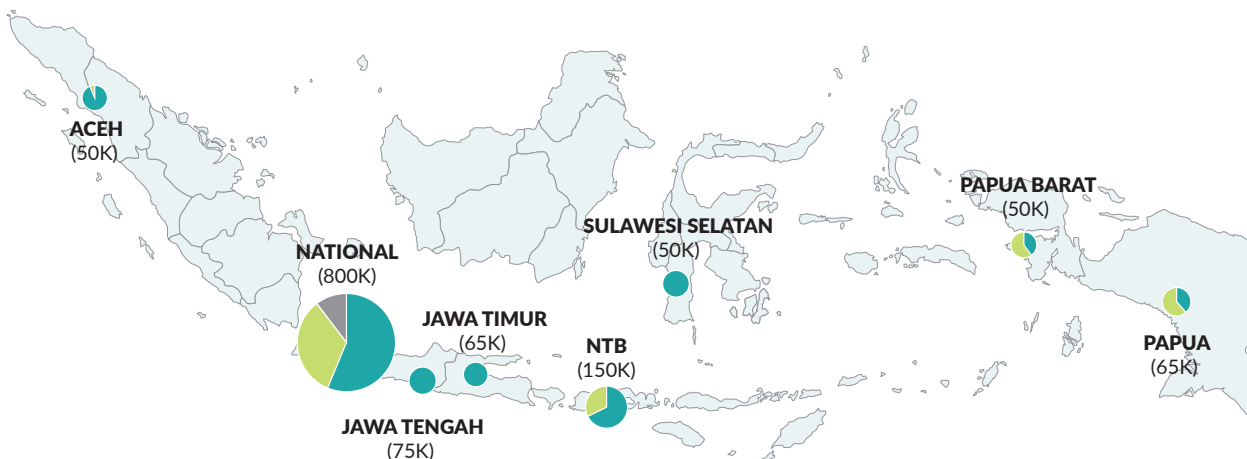 ACEH
(50K)
NATIONAL
(800K)
JAWA TENGAH
(75K)
JAWA TIMUR
(65K)
NTB
(150K)
SULAWESI SELATAN
(50K)
PAPUA BARAT
(50K)
PAPUA
(65K)